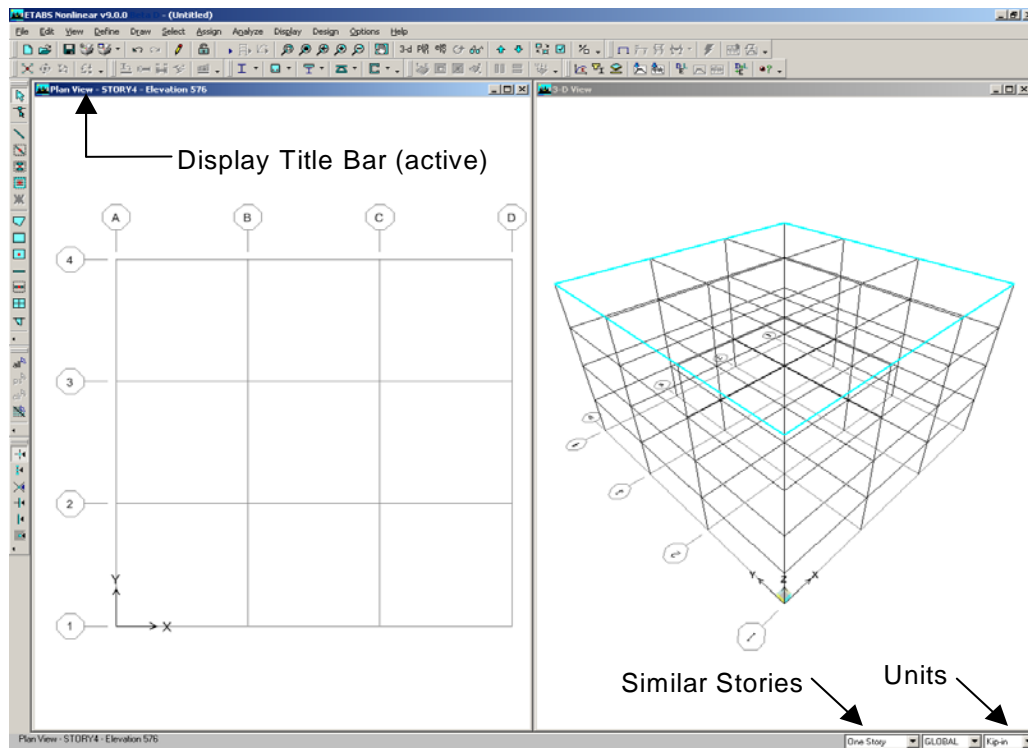 ETABS Nonlinear v9.0.0 - (Untitled)
File Edit View Define Draw Select Assign Analyze Display Design Options Help
3-d
Plan View - STORY4 - Elevation 576
3-D View
Display Title Bar (active)
A B C D
4
3
2
1
Y
X
Y Z X
1
Similar Stories
Units
Plan View - STORY4 - Elevation 576
One Story GLOBAL Kip-in